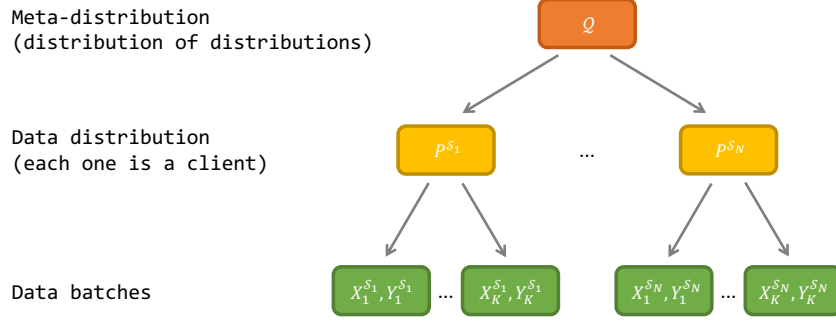 Meta-distribution
(distribution of distributions)
𝒬
Data distribution
(each one is a client)
P^{𝒮_1} ... P^{𝒮_N}
Data batches
X_1^{𝒮_1}, Y_1^{𝒮_1} ... X_K^{𝒮_1}, Y_K^{𝒮_1} X_1^{𝒮_N}, Y_1^{𝒮_N} ... X_K^{𝒮_N}, Y_K^{𝒮_N}